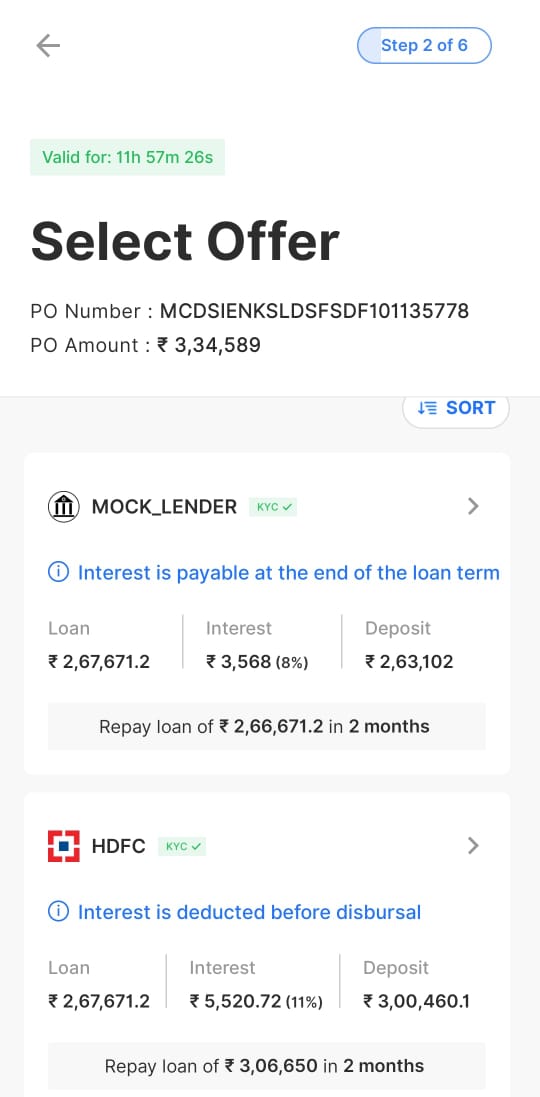 Step 2 of 6
Valid for: 11h 57m 26s
Select Offer
PO Number : MCDSIENKSLDSFSDF101135778
PO Amount : ₹ 3,34,589
SORT
MOCK_LENDER KYC ✓
Interest is payable at the end of the loan term
Loan Interest Deposit
₹ 2,67,671.2 ₹ 3,568 (8%) ₹ 2,63,102
Repay loan of ₹ 2,66,671.2 in 2 months
HDFC KYC ✓
Interest is deducted before disbursal
Loan Interest Deposit
₹ 2,67,671.2 ₹ 5,520.72 (11%) ₹ 3,00,460.1
Repay loan of ₹ 3,06,650 in 2 months